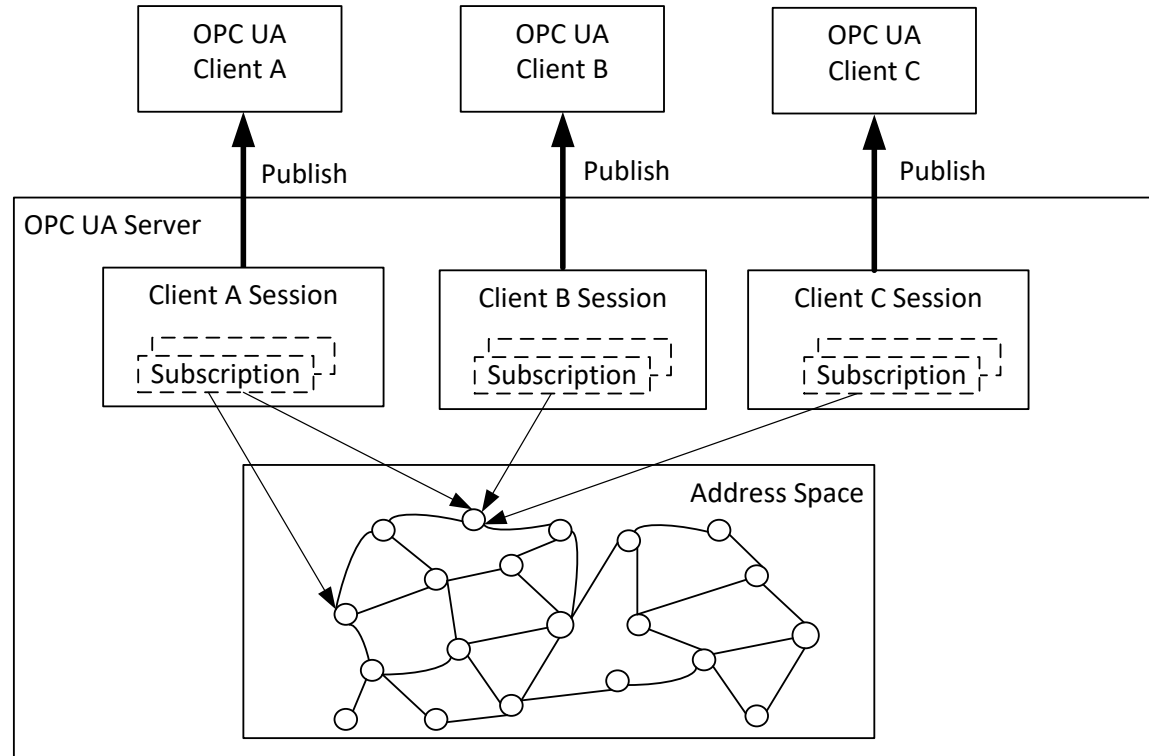 OPC UA
Client A
OPC UA
Client B
OPC UA
Client C
Publish
Publish
Publish
OPC UA Server
Client A Session
Client B Session
Client C Session
Subscription
Subscription
Subscription
Address Space